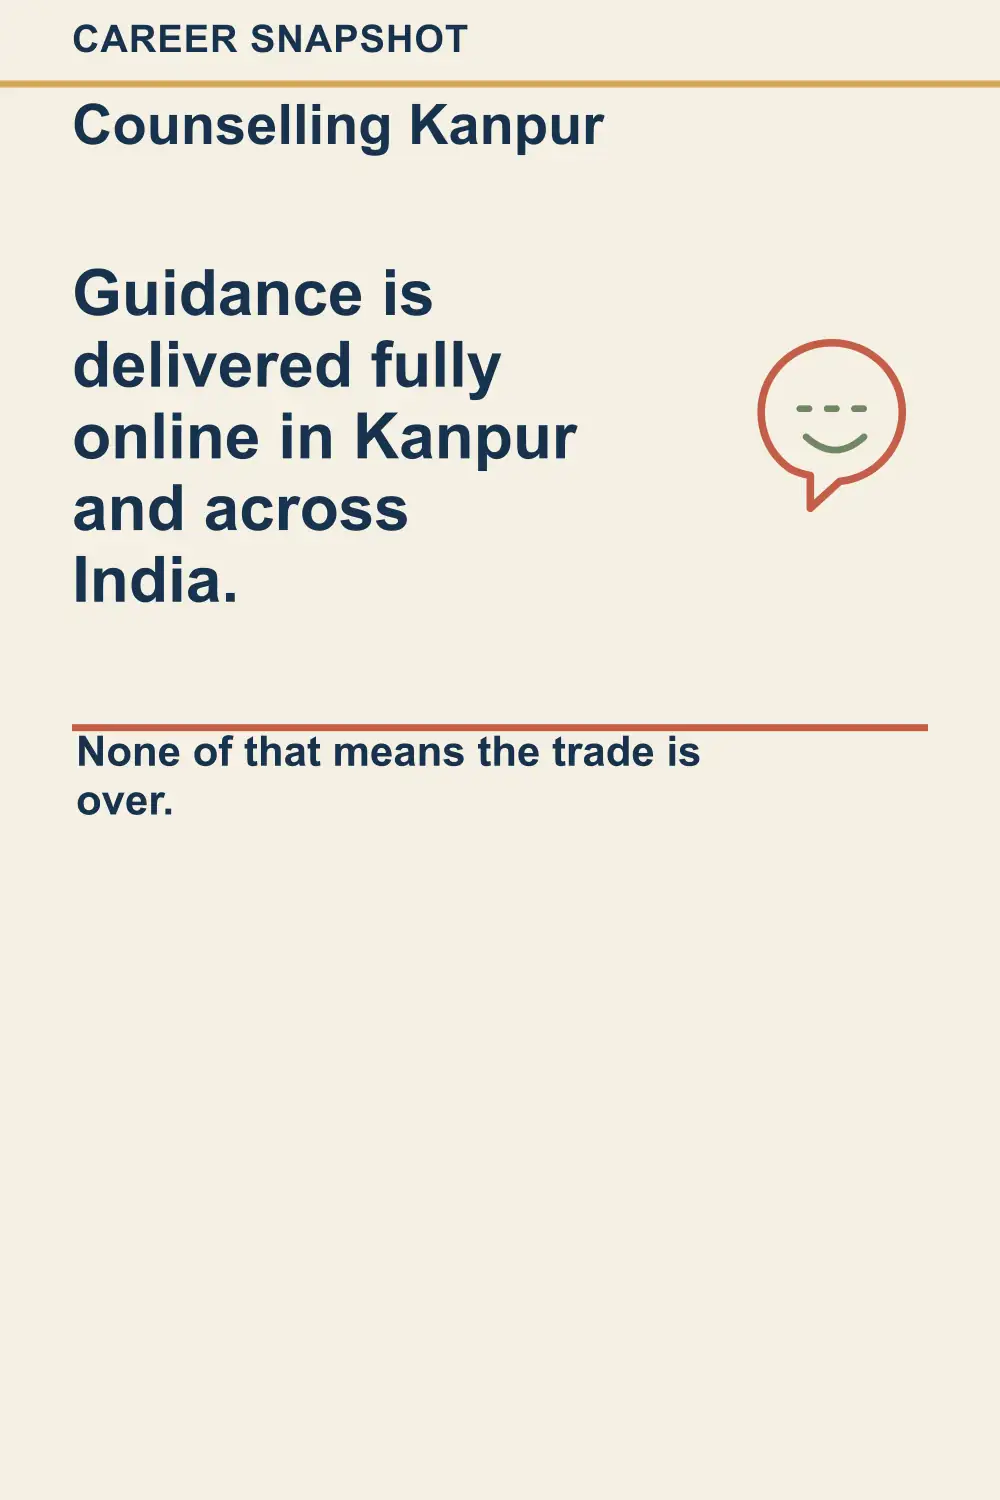 CAREER SNAPSHOT
Counselling Kanpur
Guidance is
delivered fully
online in Kanpur
and across
India.
None of that means the trade is
over.